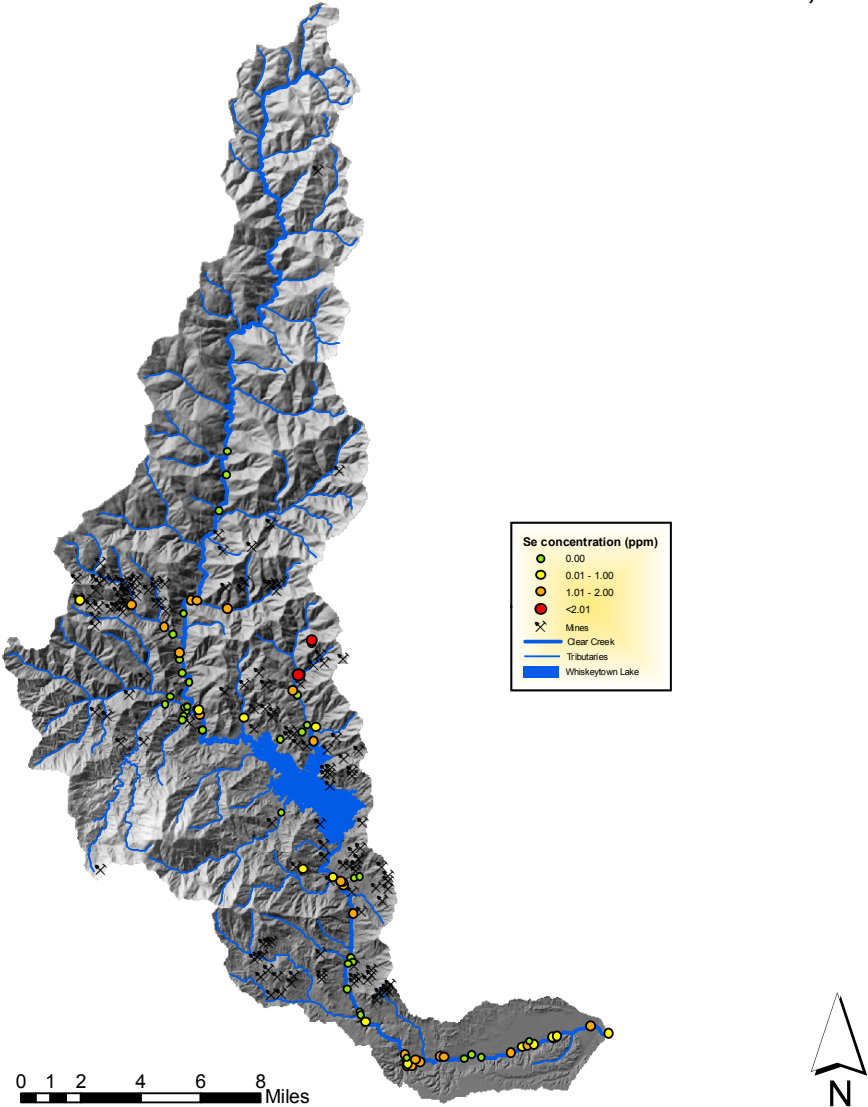 Se concentration (ppm)
0.00
0.01 - 1.00
1.01 - 2.00
<2.01
Mines
Clear Creek
Tributaries
Whiskeytown Lake
0 1 2 4 6 8
Miles
N